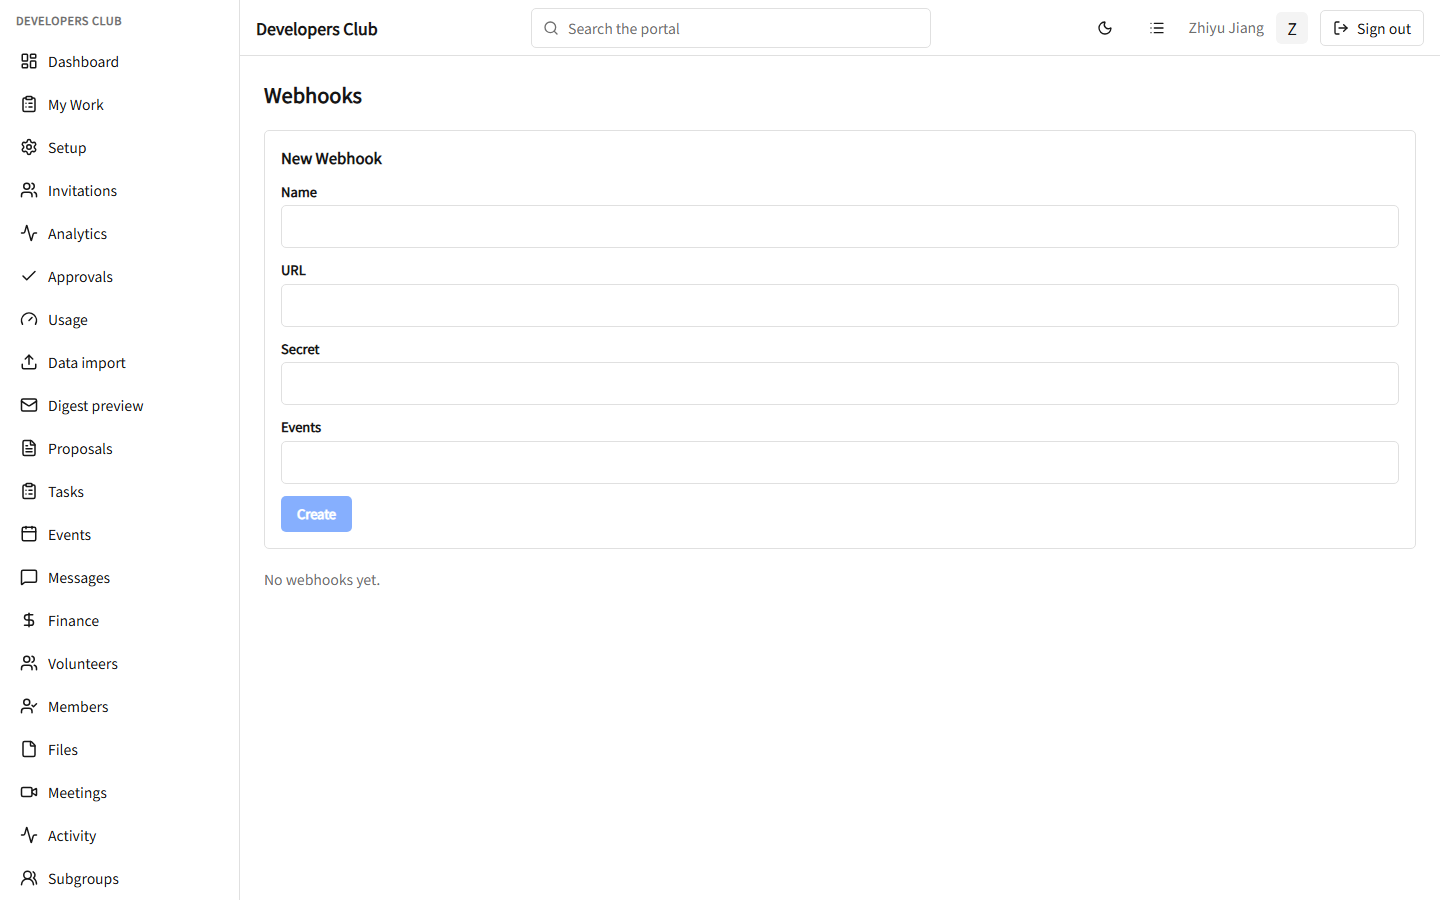 DEVELOPERS CLUB
Dashboard
My Work
Setup
Invitations
Analytics
Approvals
Usage
Data import
Digest preview
Proposals
Tasks
Events
Messages
Finance
Volunteers
Members
Files
Meetings
Activity
Subgroups
Developers Club
Search the portal
Zhiyu Jiang
Z
Sign out
Webhooks
New Webhook
Name
URL
Secret
Events
Create
No webhooks yet.